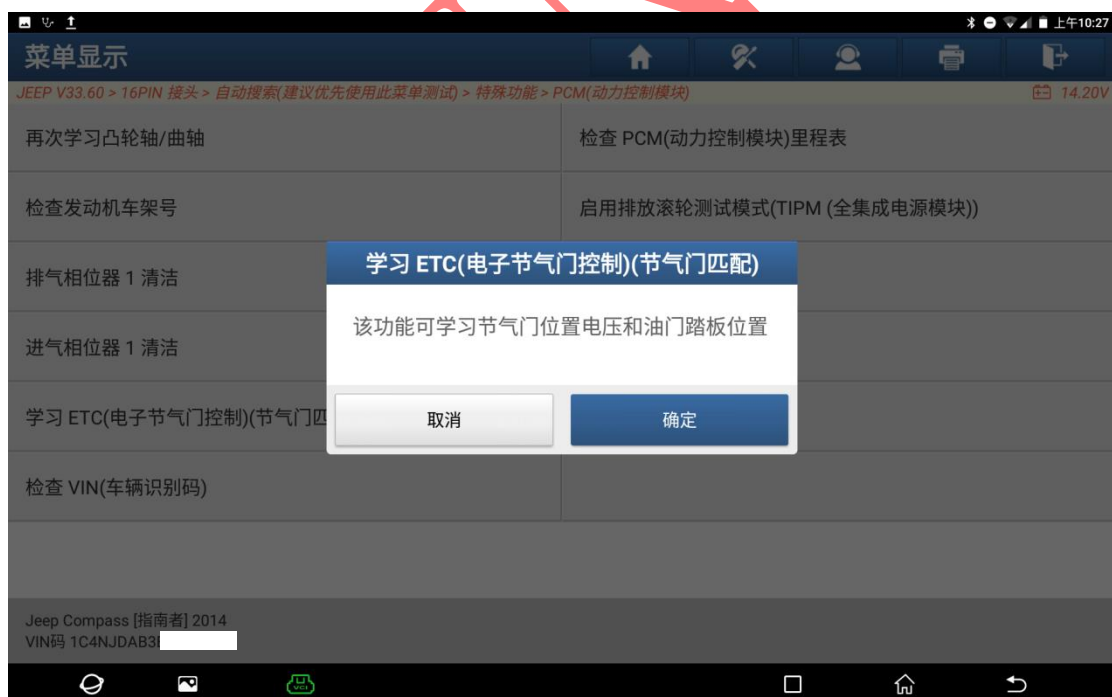 上午10:27
菜单显示
JEEP V33.60 > 16PIN 接头 > 自动搜索(建议优先使用此菜单测试) > 特殊功能 > PCM(动力控制模块)
14.20V
再次学习凸轮轴/曲轴
检查 PCM(动力控制模块)里程表
检查发动机车架号
启用排放滚轮测试模式(TIPM (全集成电源模块))
学习 ETC(电子节气门控制)(节气门匹配)
排气相位器 1 清洁
该功能可学习节气门位置电压和油门踏板位置
进气相位器 1 清洁
学习 ETC(电子节气门控制)(节气门匹
取消
确定
检查 VIN(车辆识别码)
Jeep Compass [指南者] 2014
VIN码 1C4NJDAB3
VCI